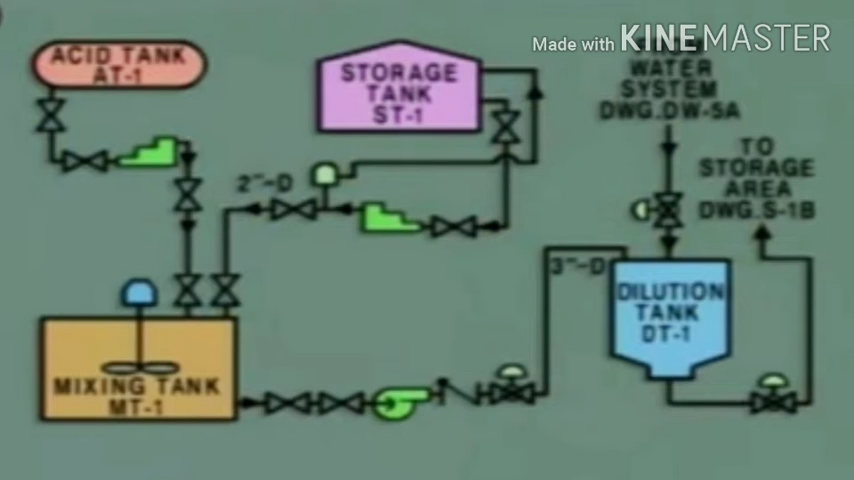 Made with KINEMASTER
ACID TANK
AT-1
STORAGE
TANK
ST-1
WATER
SYSTEM
DWG.DW-5A
TO
STORAGE
AREA
DWG.S-1B
2"-D
3"-D
DILUTION
TANK
DT-1
MIXING TANK
MT-1